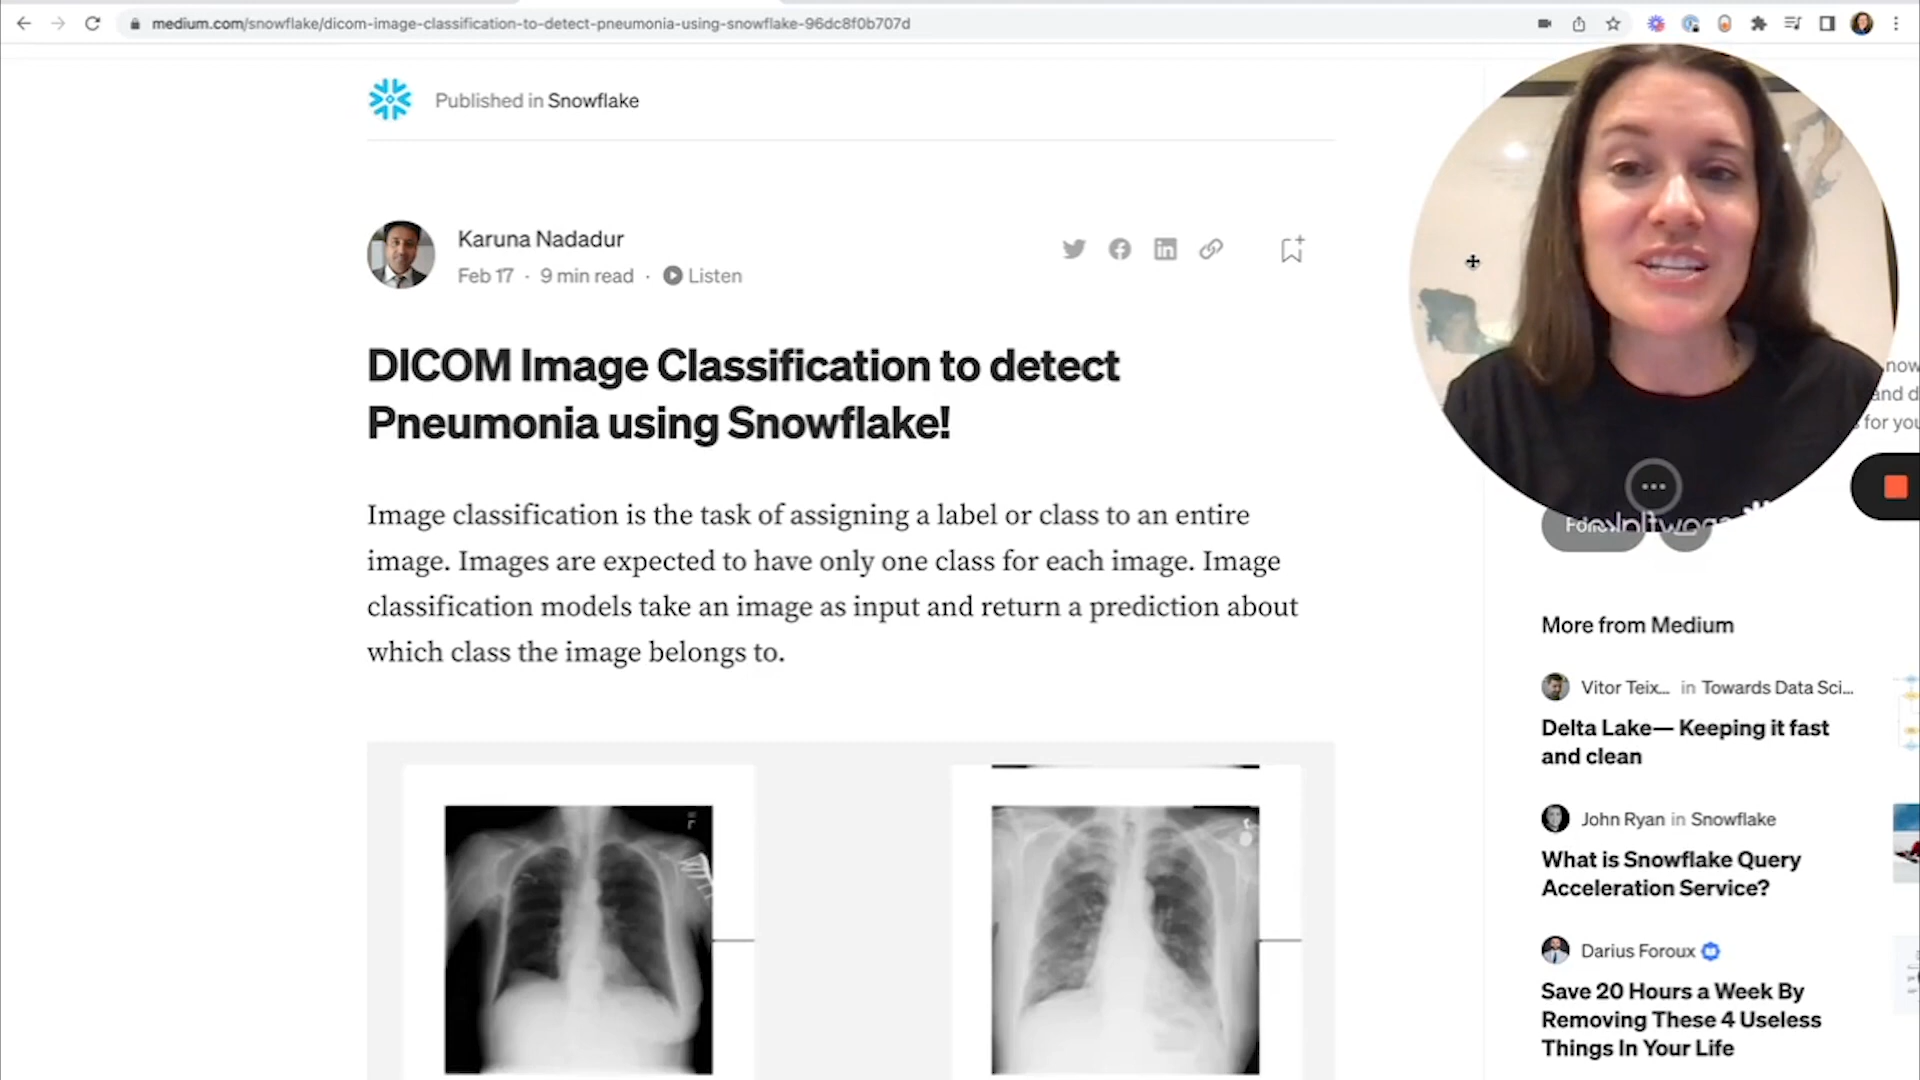 medium.com/snowflake/dicom-image-classification-to-detect-pneumonia-using-snowflake-96dc8f0b707d
Published in Snowflake
Karuna Nadadur
Feb 17 · 9 min read · Listen
DICOM Image Classification to detect
Pneumonia using Snowflake!
Image classification is the task of assigning a label or class to an entire
image. Images are expected to have only one class for each image. Image
classification models take an image as input and return a prediction about
which class the image belongs to.
for you
More from Medium
Vitor Teix... in Towards Data Sci...
Delta Lake— Keeping it fast
and clean
John Ryan in Snowflake
What is Snowflake Query
Acceleration Service?
Darius Foroux
Save 20 Hours a Week By
Removing These 4 Useless
Things In Your Life